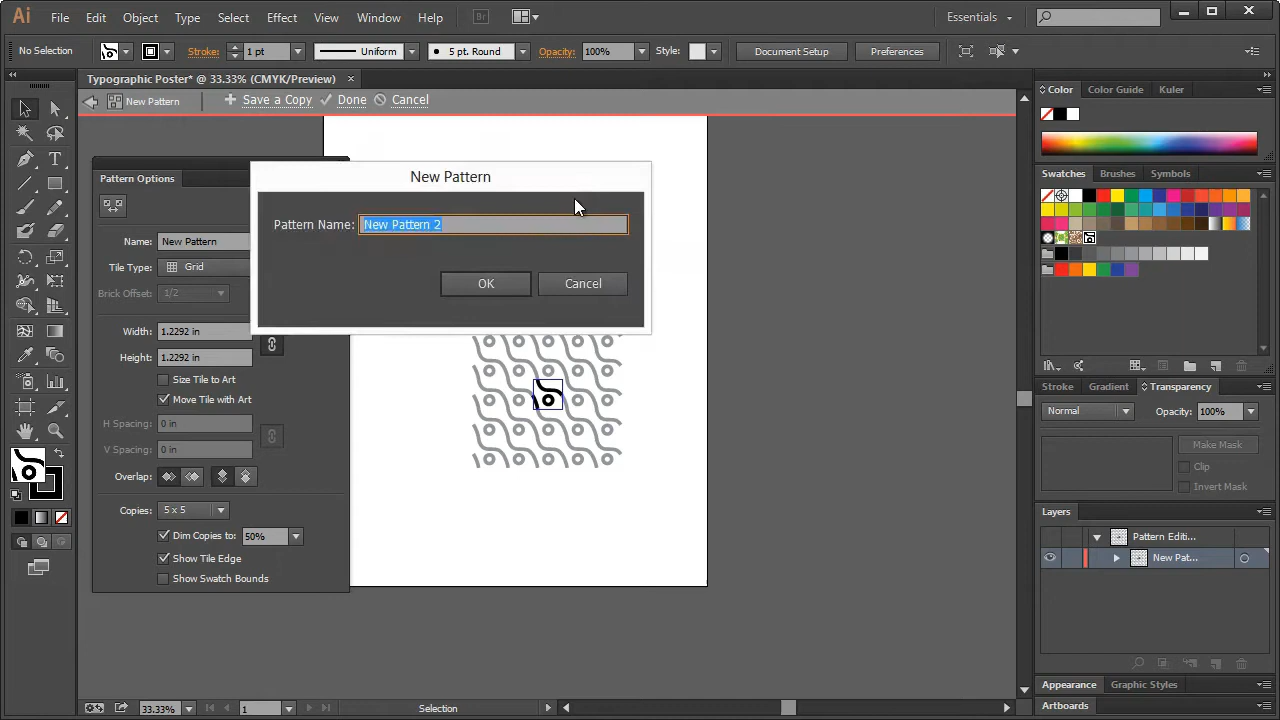 Ai File Edit Object Type Select Effect View Window Help Br Essentials
No Selection Stroke: 1 pt Uniform 5 pt. Round Opacity: 100% Style: Document Setup Preferences
Typographic Poster* @ 33.33% (CMYK/Preview)
New Pattern Save a Copy Done Cancel
New Pattern
Pattern Name: New Pattern 2
OK Cancel
Pattern Options
Name: New Pattern
Tile Type: Grid
Brick Offset: 1/2
Width: 1.2292 in
Height: 1.2292 in
Size Tile to Art
Move Tile with Art
H Spacing: 0 in
V Spacing: 0 in
Overlap:
Copies: 5 x 5
Dim Copies to: 50%
Show Tile Edge
Show Swatch Bounds
Color Color Guide Kuler
Swatches Brushes Symbols
Stroke Gradient Transparency
Normal Opacity: 100%
Make Mask
Clip
Invert Mask
Layers
Pattern Editi...
New Pat...
Appearance Graphic Styles
Artboards
33.33% 1 Selection